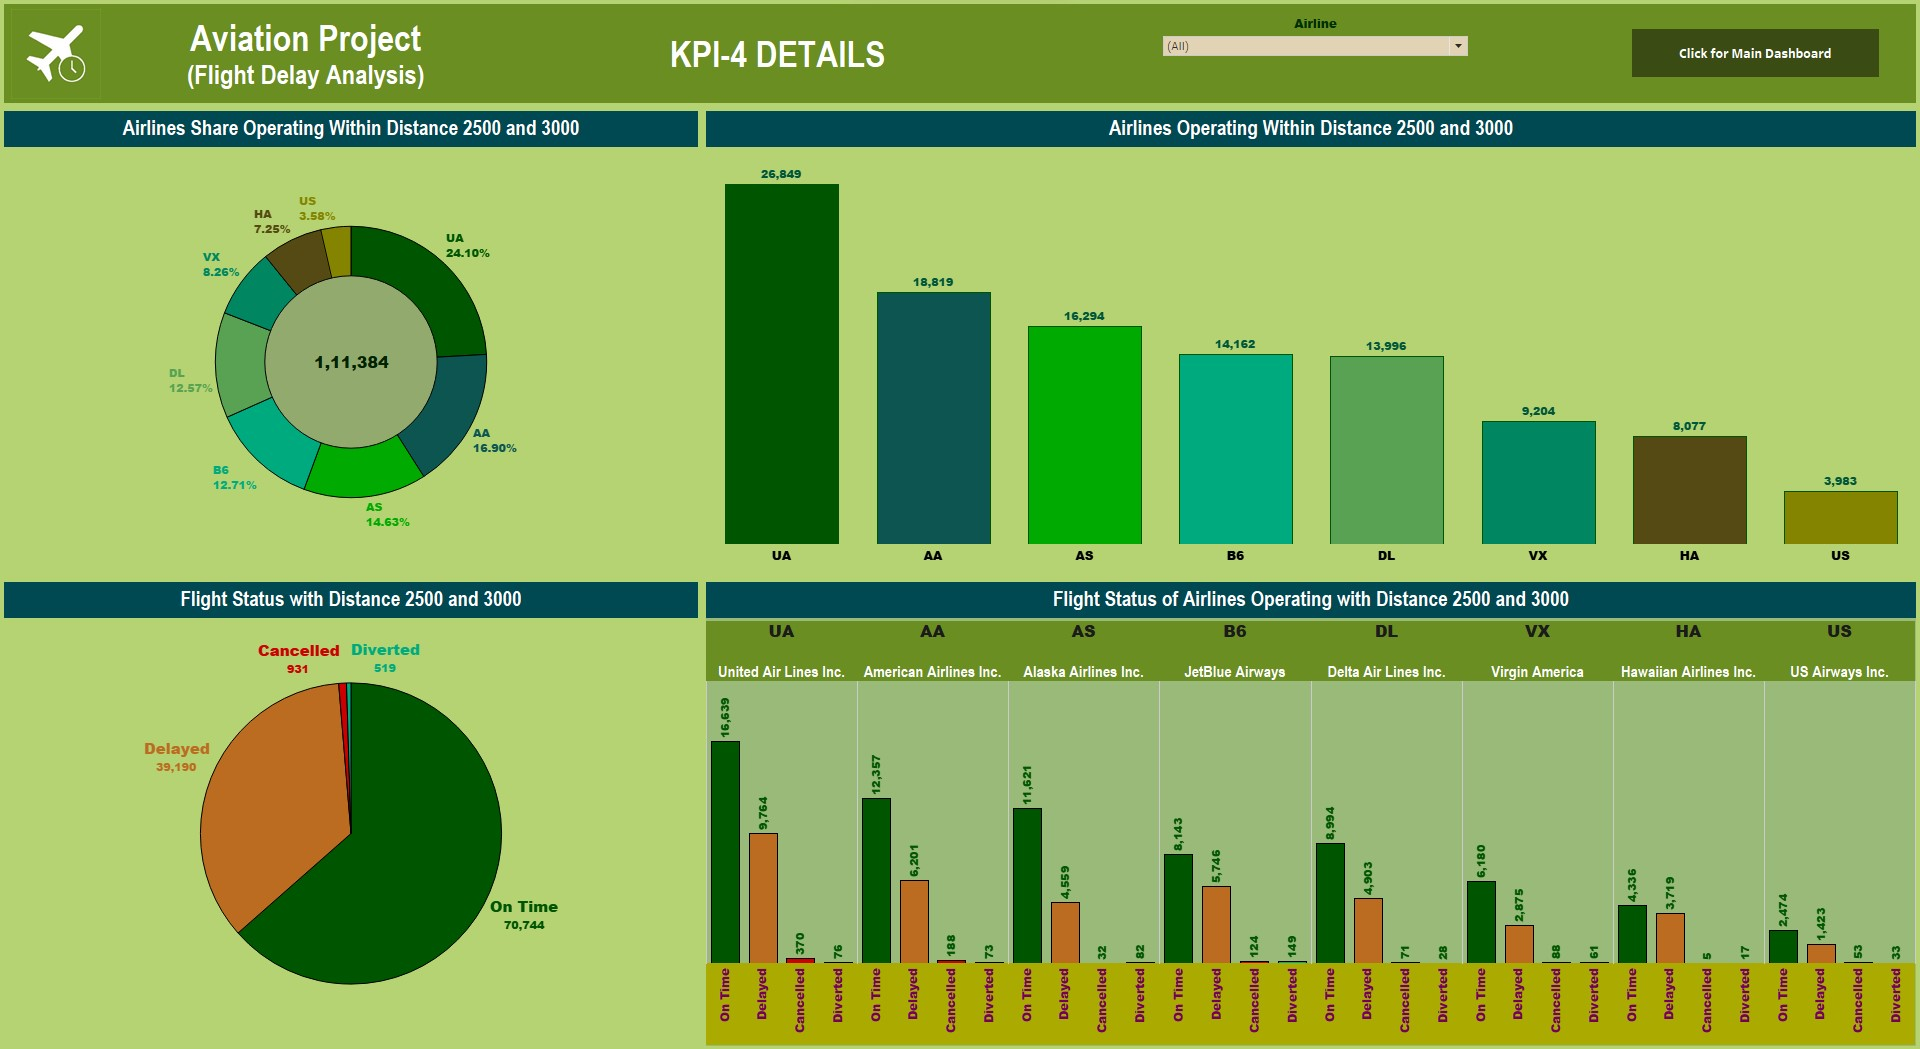 Aviation Project
(Flight Delay Analysis)
KPI-4 DETAILS
Airline
(All)
Click for Main Dashboard
Airlines Share Operating Within Distance 2500 and 3000
US
3.58%
HA
7.25%
UA
24.10%
VX
8.26%
1,11,384
DL
12.57%
AA
16.90%
B6
12.71%
AS
14.63%
Airlines Operating Within Distance 2500 and 3000
26,849
18,819
16,294
14,162
13,996
9,204
8,077
3,983
UA AA AS B6 DL VX HA US
Flight Status with Distance 2500 and 3000
Cancelled
931
Diverted
519
Delayed
39,190
On Time
70,744
Flight Status of Airlines Operating with Distance 2500 and 3000
UA AA AS B6 DL VX HA US
United Air Lines Inc. American Airlines Inc. Alaska Airlines Inc. JetBlue Airways Delta Air Lines Inc. Virgin America Hawaiian Airlines Inc. US Airways Inc.
16,639 9,764 370 76
12,357 6,201 188 73
11,621 4,559 32 82
8,143 5,746 124 149
8,994 4,903 71 28
6,180 2,875 88 61
4,336 3,719 5 17
2,474 1,423 53 33
On Time Delayed Cancelled Diverted
On Time Delayed Cancelled Diverted
On Time Delayed Cancelled Diverted
On Time Delayed Cancelled Diverted
On Time Delayed Cancelled Diverted
On Time Delayed Cancelled Diverted
On Time Delayed Cancelled Diverted
On Time Delayed Cancelled Diverted